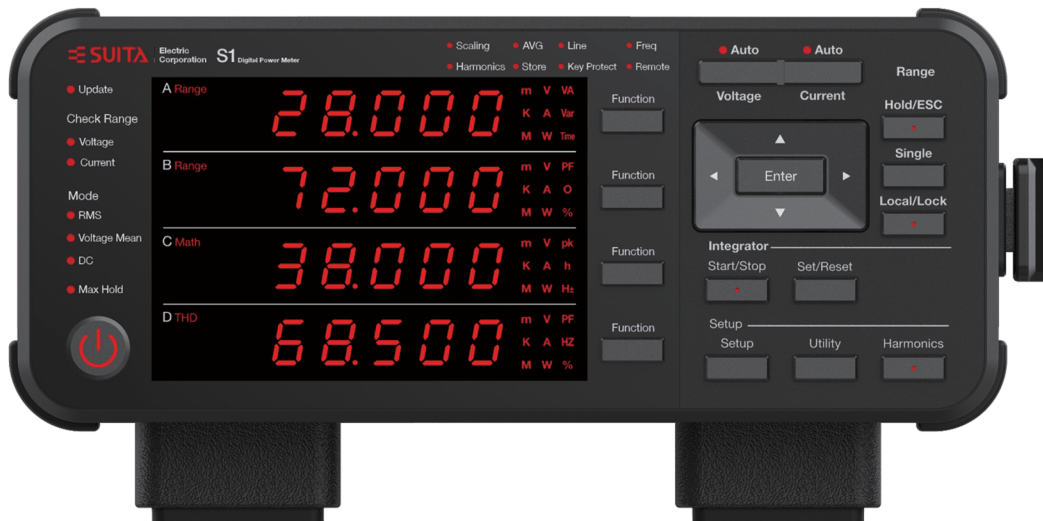 SUITA Electric Corporation S1 Digital Power Meter
Scaling AVG Line Freq
Harmonics Store Key Protect Remote
Update
Check Range
Voltage
Current
Mode
RMS
Voltage Mean
DC
Max Hold
A Range 28.000 m V VA
K A Var
M W Time
B Range 72.000 m V PF
K A O
M W %
C Math 38.000 m V pk
K A h
M W H±
D THD 68.500 m V PF
K A HZ
M W %
Function
Function
Function
Function
Auto Auto
Voltage Current
Range
Hold/ESC
Single
Local/Lock
Enter
Integrator
Start/Stop Set/Reset
Setup
Setup Utility Harmonics